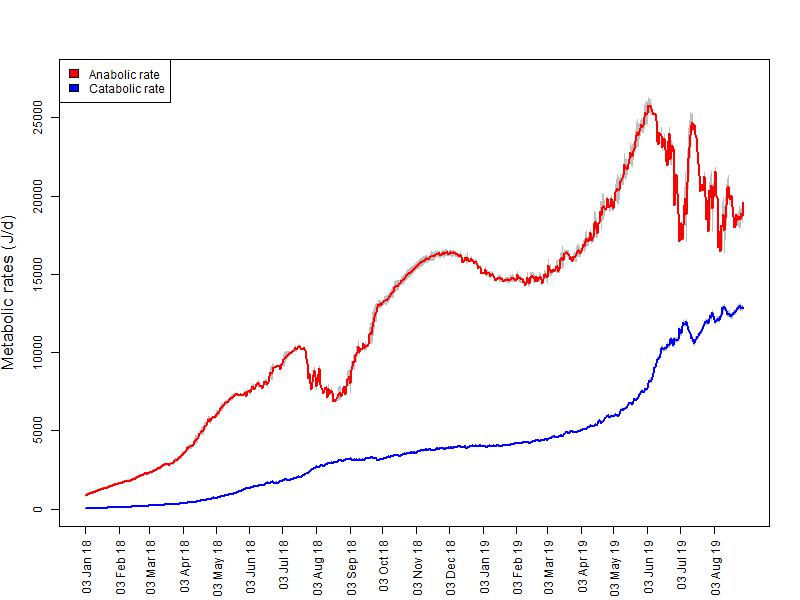 Anabolic rate
Catabolic rate
Metabolic rates (J/d)
25000
20000
15000
10000
5000
0
03 Jan 18
03 Feb 18
03 Mar 18
03 Apr 18
03 May 18
03 Jun 18
03 Jul 18
03 Aug 18
03 Sep 18
03 Oct 18
03 Nov 18
03 Dec 18
03 Jan 19
03 Feb 19
03 Mar 19
03 Apr 19
03 May 19
03 Jun 19
03 Jul 19
03 Aug 19